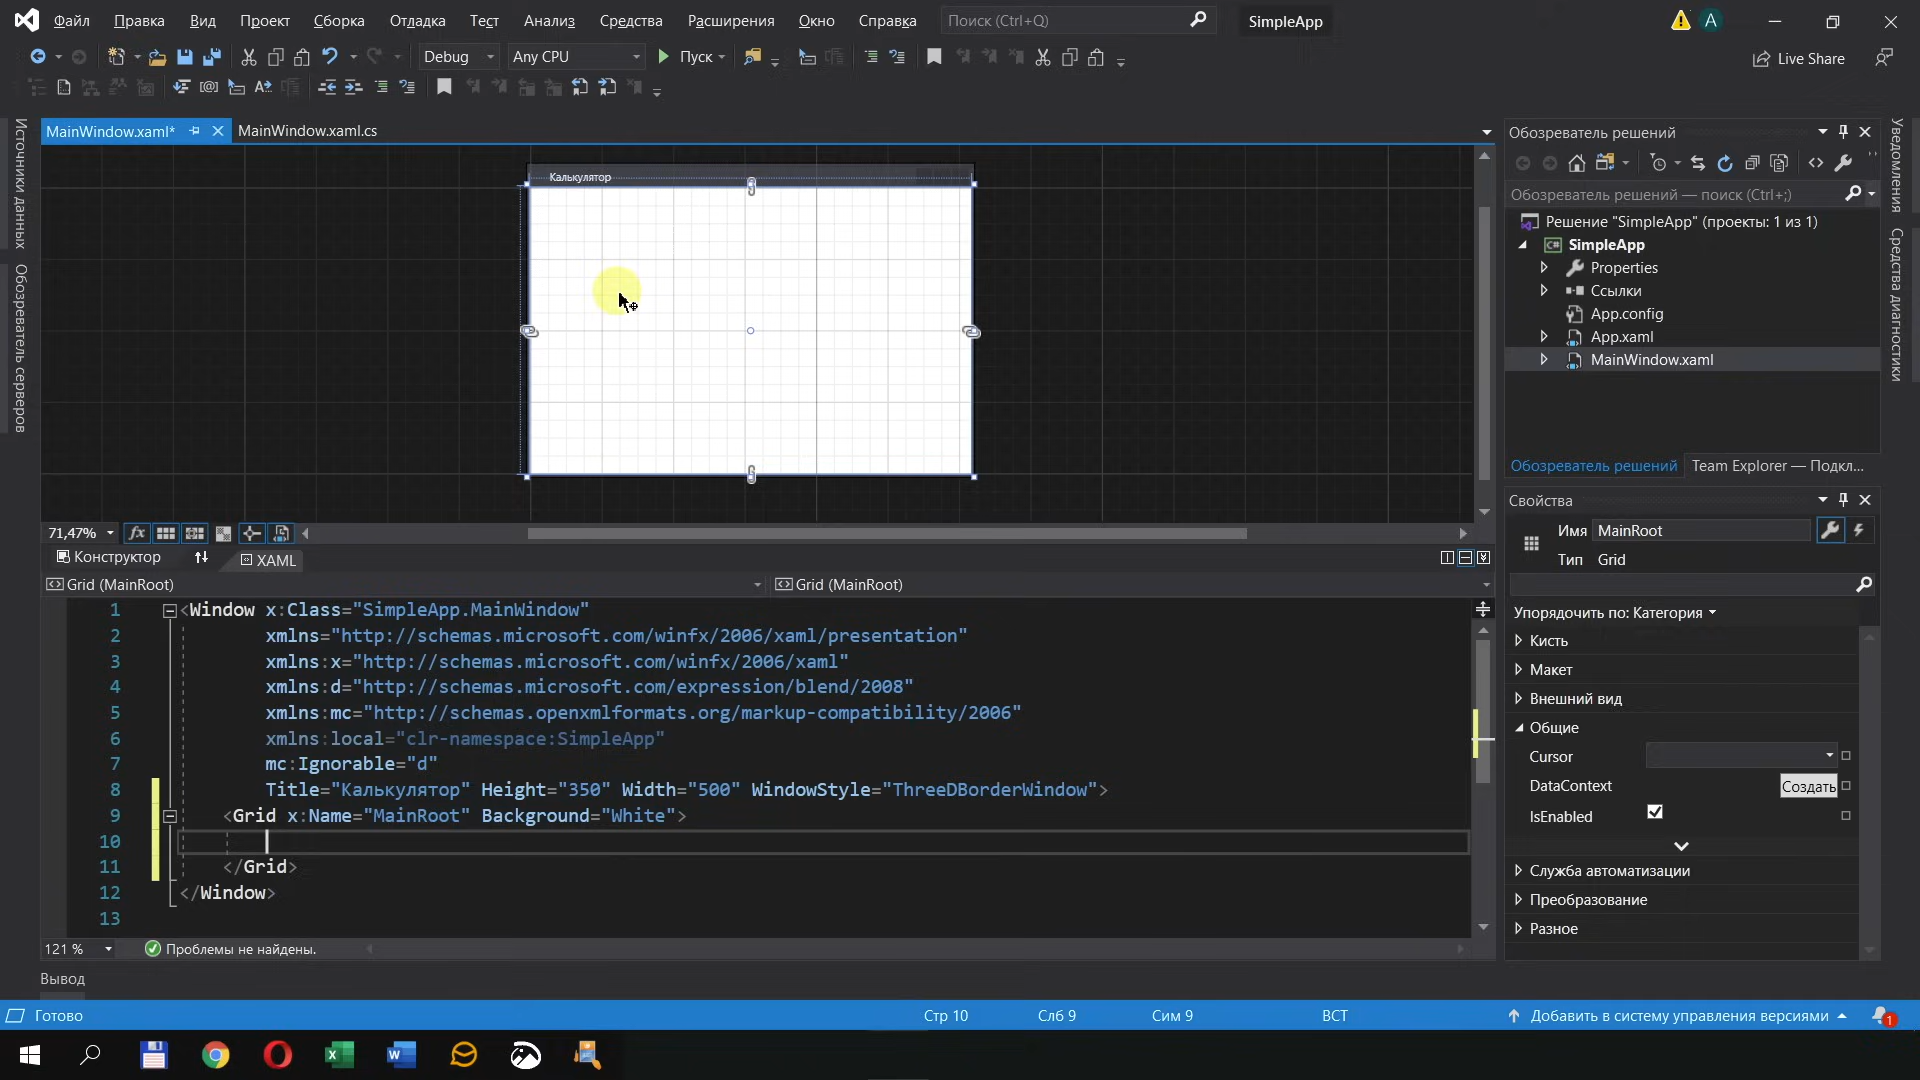 Файл Правка Вид Проект Сборка Отладка Тест Анализ Средства Расширения Окно Справка Поиск (Ctrl+Q) SimpleApp A
Debug Any CPU Пуск Live Share
MainWindow.xaml* MainWindow.xaml.cs
Источники данных
Обозреватель серверов
Калькулятор
71,47%
Конструктор XAML
Grid (MainRoot) Grid (MainRoot)
1 <Window x:Class="SimpleApp.MainWindow"
2 xmlns="http://schemas.microsoft.com/winfx/2006/xaml/presentation"
3 xmlns:x="http://schemas.microsoft.com/winfx/2006/xaml"
4 xmlns:d="http://schemas.microsoft.com/expression/blend/2008"
5 xmlns:mc="http://schemas.openxmlformats.org/markup-compatibility/2006"
6 xmlns:local="clr-namespace:SimpleApp"
7 mc:Ignorable="d"
8 Title="Калькулятор" Height="350" Width="500" WindowStyle="ThreeDBorderWindow">
9 <Grid x:Name="MainRoot" Background="White">
10
11 </Grid>
12 </Window>
13
121 % Проблемы не найдены.
Вывод
Обозреватель решений
Обозреватель решений — поиск (Ctrl+;)
Решение "SimpleApp" (проекты: 1 из 1)
SimpleApp
Properties
Ссылки
App.config
App.xaml
MainWindow.xaml
Обозреватель решений Team Explorer — Подкл...
Свойства
Имя MainRoot
Тип Grid
Упорядочить по: Категория
Кисть
Макет
Внешний вид
Общие
Cursor
DataContext Создать
IsEnabled
Служба автоматизации
Преобразование
Разное
Уведомления
Средства диагностики
Готово Стр 10 Слб 9 Сим 9 ВСТ Добавить в систему управления версиями 1